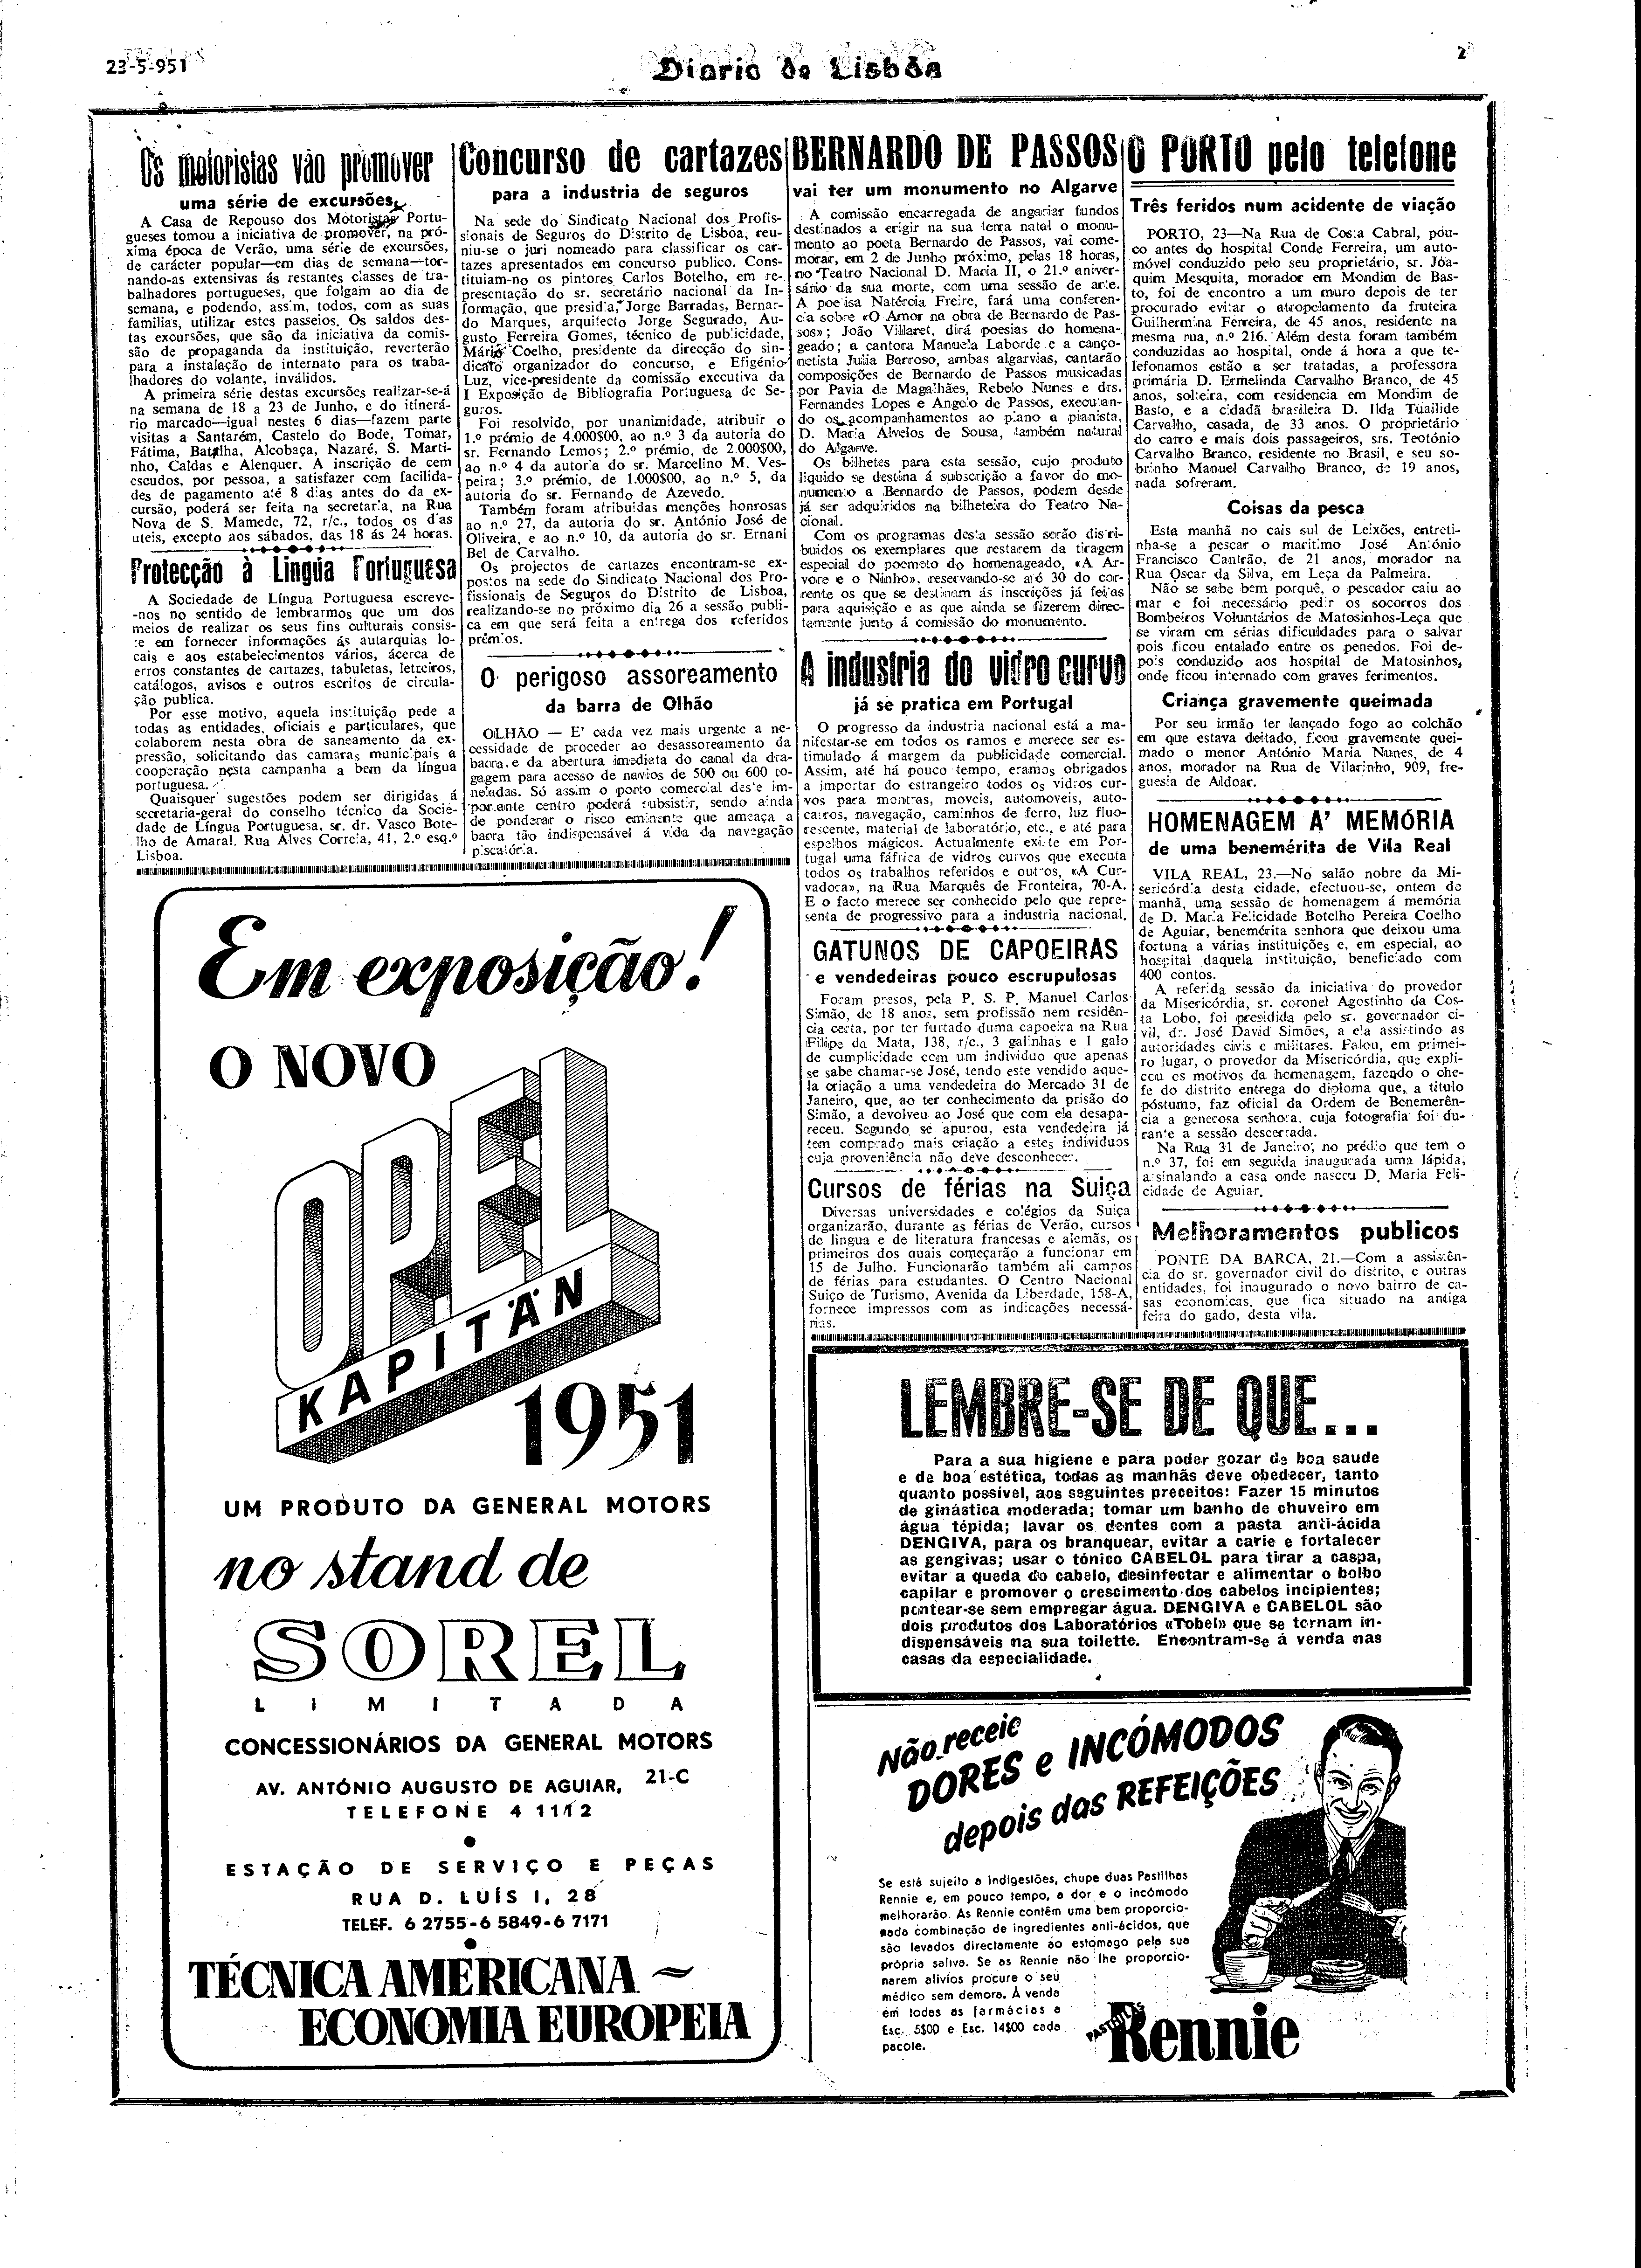 23-5-951
Diario de Lisbôa
2
Os motoristas vão promover
uma série de excursões
A Casa de Repouso dos Motoristas Portu-
gueses tomou a iniciativa de promover, na pró-
xima época de Verão, uma série de excursões,
de carácter popular—em dias de semana—tor-
nando-as extensivas ás restantes classes de tra-
balhadores portugueses, que folgam ao dia de
semana, e podendo, assim, todos, com as suas
familias, utilizar estes passeios. Os saldos des-
tas excursões, que são da iniciativa da comis-
são de propaganda da instituição, reverterão
para a instalação de internato para os traba-
lhadores do volante, inválidos.
A primeira série destas excursões realizar-se-á
na semana de 18 a 23 de Junho, e do itinerá-
rio marcado—igual nestes 6 dias—fazem parte
visitas a Santarém, Castelo do Bode, Tomar,
Fátima, Batalha, Alcobaça, Nazaré, S. Marti-
nho, Caldas e Alenquer. A inscrição de cem
escudos, por pessoa, a satisfazer com facilida-
des de pagamento até 8 dias antes do da ex-
cursão, poderá ser feita na secretaria, na Rua
Nova de S. Mamede, 72, r/c., todos os dias
uteis, excepto aos sábados, das 18 ás 24 horas.
Protecção à Lingua Portuguesa
A Sociedade de Língua Portuguesa escreve-
-nos no sentido de lembrarmos que um dos
meios de realizar os seus fins culturais consis-
te em fornecer informações ás autarquias lo-
cais e aos estabelecimentos vários, ácerca de
erros constantes de cartazes, tabuletas, letreiros,
catálogos, avisos e outros escritos de circula-
ção publica.
Por esse motivo, aquela instituição pede a
todas as entidades, oficiais e particulares, que
colaborem nesta obra de saneamento da ex-
pressão, solicitando das camaras municipais a
cooperação nesta campanha a bem da língua
portuguesa.
Quaisquer sugestões podem ser dirigidas á
secretaria-geral do conselho técnico da Socie-
dade de Língua Portuguesa, sr. dr. Vasco Bote-
lho de Amaral. Rua Alves Correia, 41, 2.º esq.º
Lisboa.
Concurso de cartazes
para a industria de seguros
Na sede do Sindicato Nacional dos Profis-
sionais de Seguros do Distrito de Lisboa, reu-
niu-se o juri nomeado para classificar os car-
tazes apresentados em concurso publico. Cons-
tituiam-no os pintores Carlos Botelho, em re-
presentação do sr. secretário nacional da In-
formação, que presidia, Jorge Barradas, Bernar-
do Marques, arquitecto Jorge Segurado, Au-
gusto Ferreira Gomes, técnico de publicidade,
Mário Coelho, presidente da direcção do sin-
dicato organizador do concurso, e Efigénio
Luz, vice-presidente da comissão executiva da
I Exposição de Bibliografia Portuguesa de Se-
guros.
Foi resolvido, por unanimidade, atribuir o
1.º prémio de 4.000$00, ao n.º 3 da autoria do
sr. Fernando Lemos; 2.º prémio, de 2.000$00,
ao n.º 4 da autoria do sr. Marcelino M. Ves-
peira; 3.º prémio, de 1.000$00, ao n.º 5, da
autoria do sr. Fernando de Azevedo.
Também foram atribuidas menções honrosas
ao n.º 27, da autoria do sr. António José de
Oliveira, e ao n.º 10, da autoria do sr. Ernani
Bel de Carvalho.
Os projectos de cartazes encontram-se ex-
postos na sede do Sindicato Nacional dos Pro-
fissionais de Seguros do Distrito de Lisboa,
realizando-se no próximo dia 26 a sessão publi-
ca em que será feita a entrega dos referidos
prémios.
O perigoso assoreamento
da barra de Olhão
OLHÃO — E' cada vez mais urgente a ne-
cessidade de proceder ao desassoreamento da
barra, e da abertura imediata do canal da dra-
gagem para acesso de navios de 500 ou 600 to-
neladas. Só assim o porto comercial deste im-
portante centro poderá subsistir, sendo ainda
de ponderar o risco eminente que ameaça a
barra tão indispensável á vida da navegação
piscatória.
BERNARDO DE PASSOS
vai ter um monumento no Algarve
A comissão encarregada de angariar fundos
destinados a erigir na sua terra natal o monu-
mento ao poeta Bernardo de Passos, vai come-
morar, em 2 de Junho próximo, pelas 18 horas,
no Teatro Nacional D. Maria II, o 21.º aniver-
sário da sua morte, com uma sessão de arte.
A poetisa Natércia Freire, fará uma conferen-
cia sobre «O Amor na obra de Bernardo de Pas-
sos»; João Villaret, dirá poesias do homena-
geado; a cantora Manuela Laborde e a canço-
netista Julia Barroso, ambas algarvias, cantarão
composições de Bernardo de Passos musicadas
por Pavia de Magalhães, Rebelo Nunes e drs.
Fernandes Lopes e Angelo de Passos, executan-
do os acompanhamentos ao piano a pianista,
D. Maria Alvelos de Sousa, também natural
do Algarve.
Os bilhetes para esta sessão, cujo produto
liquido se destina á subscrição a favor do mo-
numento a Bernardo de Passos, podem desde
já ser adquiridos na bilheteira do Teatro Na-
cional.
Com os programas desta sessão serão distri-
buidos os exemplares que restarem da tiragem
especial do poemeto do homenageado, «A Ar-
vore e o Ninho», reservando-se até 30 do cor-
rente os que se destinam ás inscrições já feitas
para aquisição e as que ainda se fizerem direc-
tamente junto á comissão do monumento.
A industria do vidro curvo
já se pratica em Portugal
O progresso da industria nacional está a ma-
nifestar-se em todos os ramos e merece ser es-
timulado á margem da publicidade comercial.
Assim, até há pouco tempo, eramos obrigados
a importar do estrangeiro todos os vidros cur-
vos para montras, moveis, automoveis, auto-
carros, navegação, caminhos de ferro, luz fluo-
rescente, material de laboratório, etc., e até para
espelhos mágicos. Actualmente existe em Por-
tugal uma fáfrica de vidros curvos que executa
todos os trabalhos referidos e outros, «A Cur-
vadora», na Rua Marquês de Fronteira, 70-A.
E o facto merece ser conhecido pelo que repre-
senta de progressivo para a industria nacional.
GATUNOS DE CAPOEIRAS
e vendedeiras pouco escrupulosas
Foram presos, pela P. S. P. Manuel Carlos
Simão, de 18 anos, sem profissão nem residên-
cia certa, por ter furtado duma capoeira na Rua
Filipe da Mata, 138, r/c., 3 galinhas e 1 galo
de cumplicidade com um individuo que apenas
se sabe chamar-se José, tendo este vendido aque-
la criação a uma vendedeira do Mercado 31 de
Janeiro, que, ao ter conhecimento da prisão do
Simão, a devolveu ao José que com ela desapa-
receu. Segundo se apurou, esta vendedeira já
tem comprado mais criação a estes individuos
cuja proveniência não deve desconhecer.
Cursos de férias na Suiça
Diversas universidades e colégios da Suiça
organizarão, durante as férias de Verão, cursos
de lingua e de literatura francesas e alemãs, os
primeiros dos quais começarão a funcionar em
15 de Julho. Funcionarão também ali campos
de férias para estudantes. O Centro Nacional
Suiço de Turismo, Avenida da Liberdade, 158-A,
fornece impressos com as indicações necessá-
rias.
O PORTO pelo telefone
Três feridos num acidente de viação
PORTO, 23—Na Rua de Costa Cabral, pou-
co antes do hospital Conde Ferreira, um auto-
móvel conduzido pelo seu proprietário, sr. Joa-
quim Mesquita, morador em Mondim de Bas-
to, foi de encontro a um muro depois de ter
procurado evitar o atropelamento da fruteira
Guilhermina Ferreira, de 45 anos, residente na
mesma rua, n.º 216. Além desta foram também
conduzidas ao hospital, onde á hora a que te-
lefonamos estão a ser tratadas, a professora
primária D. Ermelinda Carvalho Branco, de 45
anos, solteira, com residencia em Mondim de
Basto, e a cidadã brasileira D. Ilda Tuailide
Carvalho, casada, de 33 anos. O proprietário
do carro e mais dois passageiros, srs. Teotónio
Carvalho Branco, residente no Brasil, e seu so-
brinho Manuel Carvalho Branco, de 19 anos,
nada sofreram.
Coisas da pesca
Esta manhã no cais sul de Leixões, entreti-
nha-se a pescar o maritimo José António
Francisco Cantrão, de 21 anos, morador na
Rua Oscar da Silva, em Leça da Palmeira.
Não se sabe bem porquê, o pescador caiu ao
mar e foi necessário pedir os socorros dos
Bombeiros Voluntários de Matosinhos-Leça que
se viram em sérias dificuldades para o salvar
pois ficou entalado entre os penedos. Foi de-
pois conduzido aos hospital de Matosinhos,
onde ficou internado com graves ferimentos.
Criança gravemente queimada
Por seu irmão ter lançado fogo ao colchão
em que estava deitado, ficou gravemente quei-
mado o menor António Maria Nunes, de 4
anos, morador na Rua de Vilarinho, 909, fre-
guesia de Aldoar.
HOMENAGEM A' MEMÓRIA
de uma benemérita de Vila Real
VILA REAL, 23.—No salão nobre da Mi-
sericórdia desta cidade, efectuou-se, ontem de
manhã, uma sessão de homenagem á memória
de D. Maria Felicidade Botelho Pereira Coelho
de Aguiar, benemérita senhora que deixou uma
fortuna a várias instituições e, em especial, ao
hospital daquela instituição, beneficiado com
400 contos.
A referida sessão da iniciativa do provedor
da Misericórdia, sr. coronel Agostinho da Cos-
ta Lobo, foi presidida pelo sr. governador ci-
vil, dr. José David Simões, a ela assistindo as
autoridades civis e militares. Falou, em primei-
ro lugar, o provedor da Misericórdia, que expli-
cou os motivos da homenagem, fazendo o che-
fe do distrito entrega do diploma que, a titulo
póstumo, faz oficial da Ordem de Benemerên-
cia a generosa senhora, cuja fotografia foi du-
rante a sessão descerrada.
Na Rua 31 de Janeiro, no prédio que tem o
n.º 37, foi em seguida inaugurada uma lápida,
assinalando a casa onde nasceu D. Maria Feli-
cidade de Aguiar.
Melhoramentos publicos
PONTE DA BARCA, 21.—Com a assistên-
cia do sr. governador civil do distrito, e outras
entidades, foi inaugurado o novo bairro de ca-
sas economicas, que fica situado na antiga
feira do gado, desta vila.
Em exposição!
O NOVO
OPEL
KAPITÄN
1951
UM PRODUTO DA GENERAL MOTORS
no stand de
SOREL
LIMITADA
CONCESSIONÁRIOS DA GENERAL MOTORS
AV. ANTÓNIO AUGUSTO DE AGUIAR, 21-C
TELEFONE 4 1112
ESTAÇÃO DE SERVIÇO E PEÇAS
RUA D. LUÍS I, 28
TELEF. 6 2755-6 5849-6 7171
TÉCNICA AMERICANA ~
ECONOMIA EUROPEIA
LEMBRE-SE DE QUE...
Para a sua higiene e para poder gozar de boa saude
e de boa estética, todas as manhãs deve obedecer, tanto
quanto possível, aos seguintes preceitos: Fazer 15 minutos
de ginástica moderada; tomar um banho de chuveiro em
água tépida; lavar os dentes com a pasta anti-ácida
DENGIVA, para os branquear, evitar a carie e fortalecer
as gengivas; usar o tónico CABELOL para tirar a caspa,
evitar a queda do cabelo, desinfectar e alimentar o bolbo
capilar e promover o crescimento dos cabelos incipientes;
pentear-se sem empregar água. DENGIVA e CABELOL são
dois produtos dos Laboratórios «Tobel» que se tornam in-
dispensáveis na sua toilette. Encontram-se á venda nas
casas da especialidade.
Não receie
DORES e INCÓMODOS
depois das REFEIÇÕES
Se está sujeito a indigestões, chupe duas Pastilhas
Rennie e, em pouco tempo, a dor e o incómodo
melhorarão. As Rennie contêm uma bem proporcio-
nada combinação de ingredientes anti-ácidos, que
são levados directamente ao estomago pela sua
própria saliva. Se as Rennie não lhe proporcio-
narem alivios procure o seu
médico sem demora. À venda
em todas as farmácias a
Esc. 5$00 e Esc. 14$00 cada
pacote.
PASTILHAS
Rennie